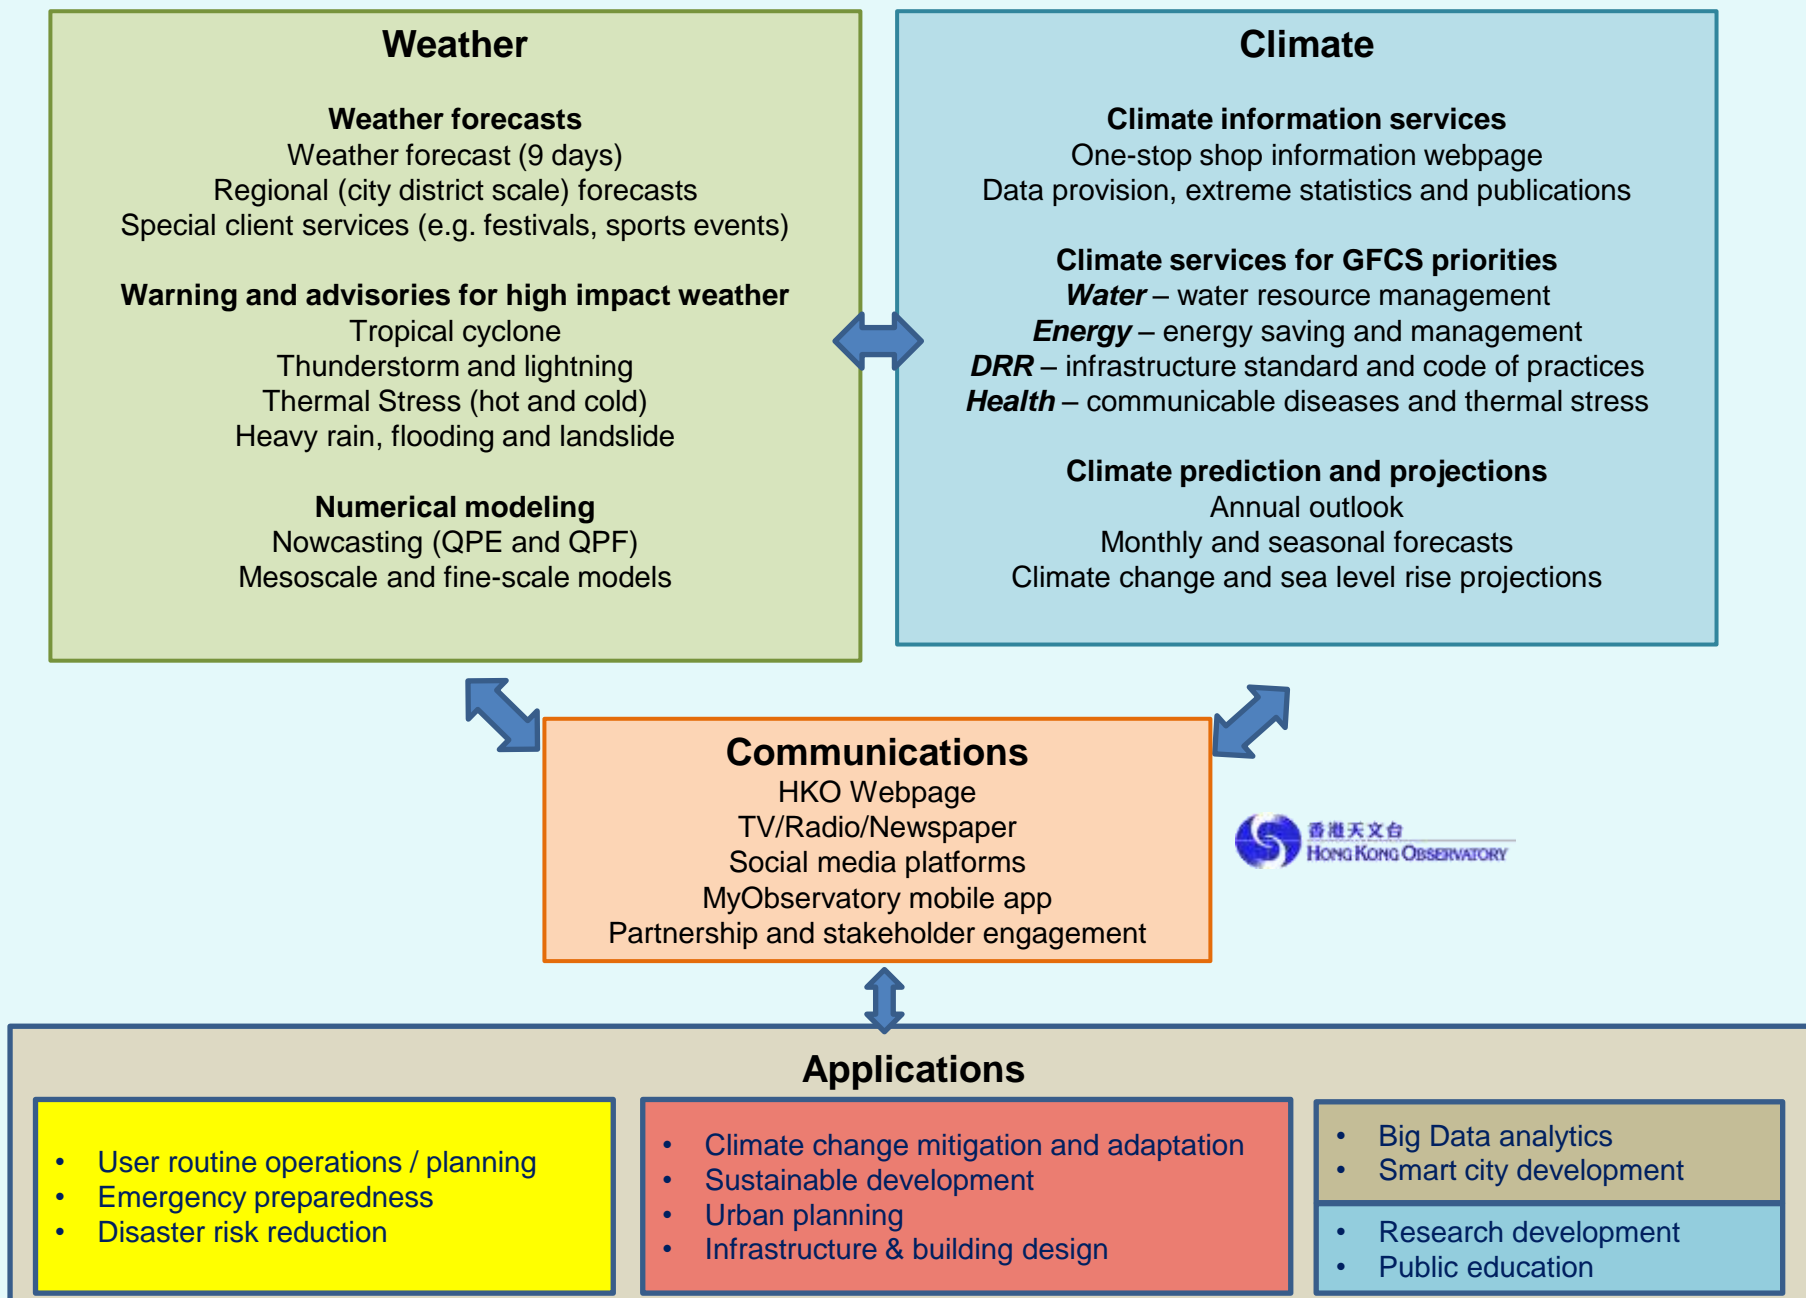 Weather
Weather forecasts
Weather forecast (9 days)
Regional (city district scale) forecasts
Special client services (e.g. festivals, sports events)
Warning and advisories for high impact weather
Tropical cyclone
Thunderstorm and lightning
Thermal Stress (hot and cold)
Heavy rain, flooding and landslide
Numerical modeling
Nowcasting (QPE and QPF)
Mesoscale and fine-scale models
Climate
Climate information services
One-stop shop information webpage
Data provision, extreme statistics and publications
Climate services for GFCS priorities
Water – water resource management
Energy – energy saving and management
DRR – infrastructure standard and code of practices
Health – communicable diseases and thermal stress
Climate prediction and projections
Annual outlook
Monthly and seasonal forecasts
Climate change and sea level rise projections
Communications
HKO Webpage
TV/Radio/Newspaper
Social media platforms
MyObservatory mobile app
Partnership and stakeholder engagement
香港天文台
HONG KONG OBSERVATORY
Applications
• User routine operations / planning
• Emergency preparedness
• Disaster risk reduction
• Climate change mitigation and adaptation
• Sustainable development
• Urban planning
• Infrastructure & building design
• Big Data analytics
• Smart city development
• Research development
• Public education